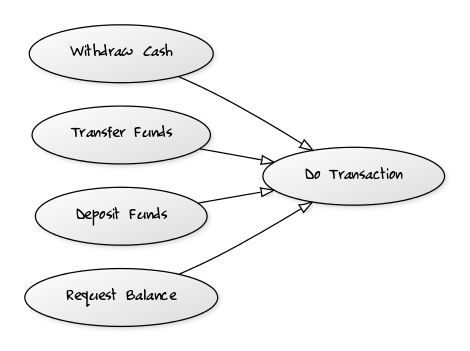 Withdraw Cash
Transfer Funds
Do Transaction
Deposit Funds
Request Balance